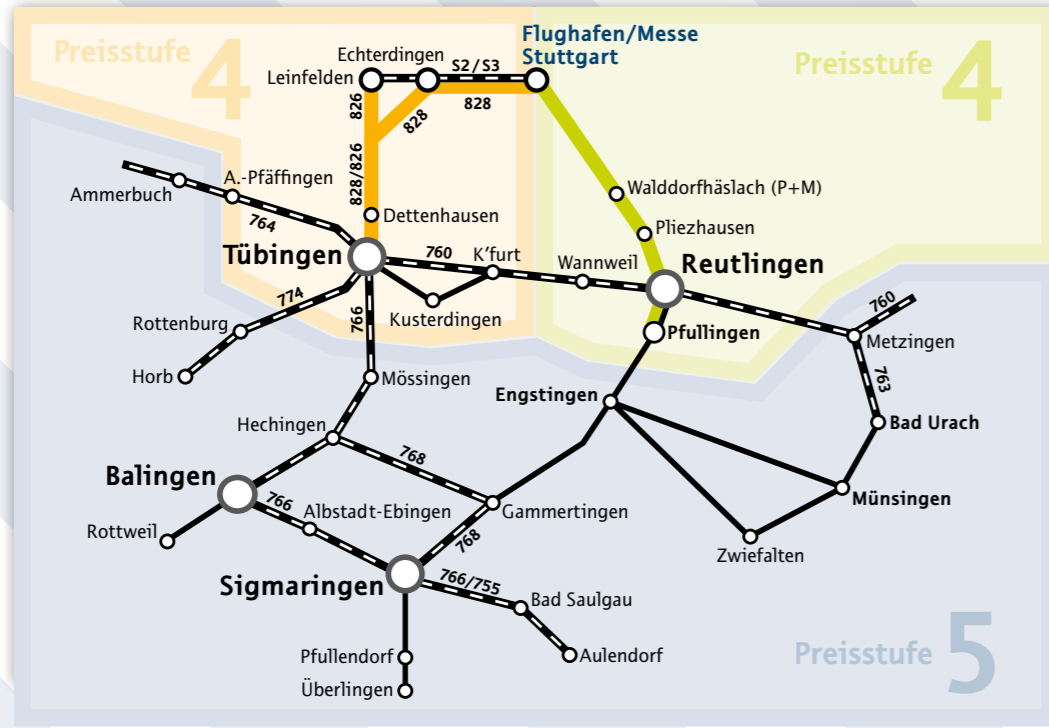 Flughafen/Messe
Stuttgart
Echterdingen
Preisstufe 4
Preisstufe 4
Leinfelden
S2/S3
826
828
828
828/826
Ammerbuch
A.-Pfäffingen
764
Dettenhausen
Walddorfhäslach (P+M)
Pliezhausen
Tübingen
760
K'furt
Wannweil
Reutlingen
774
766
Kusterdingen
Rottenburg
Pfullingen
760
Metzingen
Horb
Mössingen
763
Engstingen
Hechingen
Bad Urach
768
Balingen
766
Albstadt-Ebingen
Gammertingen
Münsingen
Rottweil
768
Zwiefalten
Sigmaringen
766/755
Bad Saulgau
Pfullendorf
Aulendorf
Preisstufe 5
Überlingen